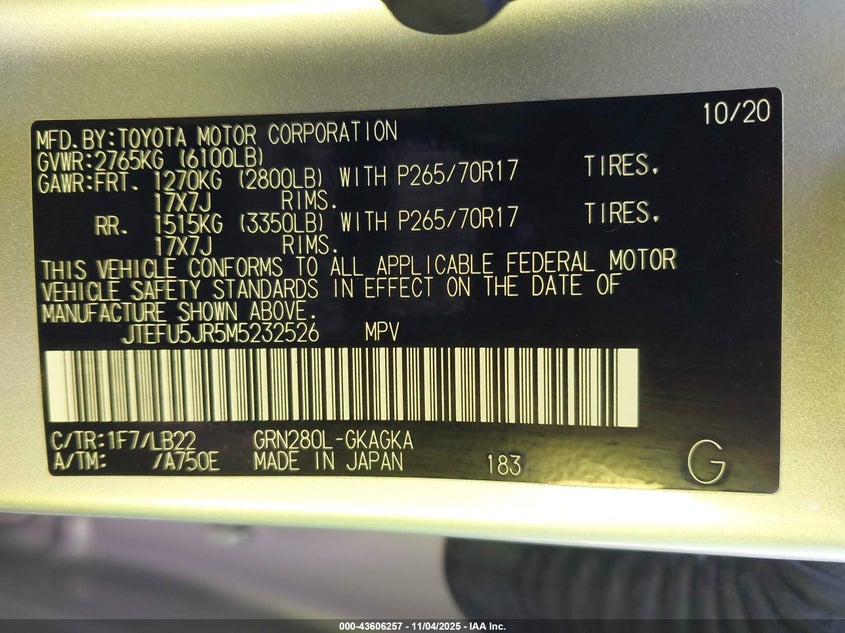 10/20
MFD.BY:TOYOTA MOTOR CORPORATION
GVWR:2765KG (6100LB)
GAWR:FRT. 1270KG (2800LB) WITH P265/70R17 TIRES.
17X7J RIMS.
RR. 1515KG (3350LB) WITH P265/70R17 TIRES.
17X7J RIMS.
THIS VEHICLE CONFORMS TO ALL APPLICABLE FEDERAL MOTOR
VEHICLE SAFETY STANDARDS IN EFFECT ON THE DATE OF
MANUFACTURE SHOWN ABOVE.
JTEFU5JR5M5232526 MPV
C/TR:1F7/LB22 GRN280L-GKAGKA
A/TM: /A750E MADE IN JAPAN 183 G
000-43606257 - 11/04/2025 - IAA Inc.